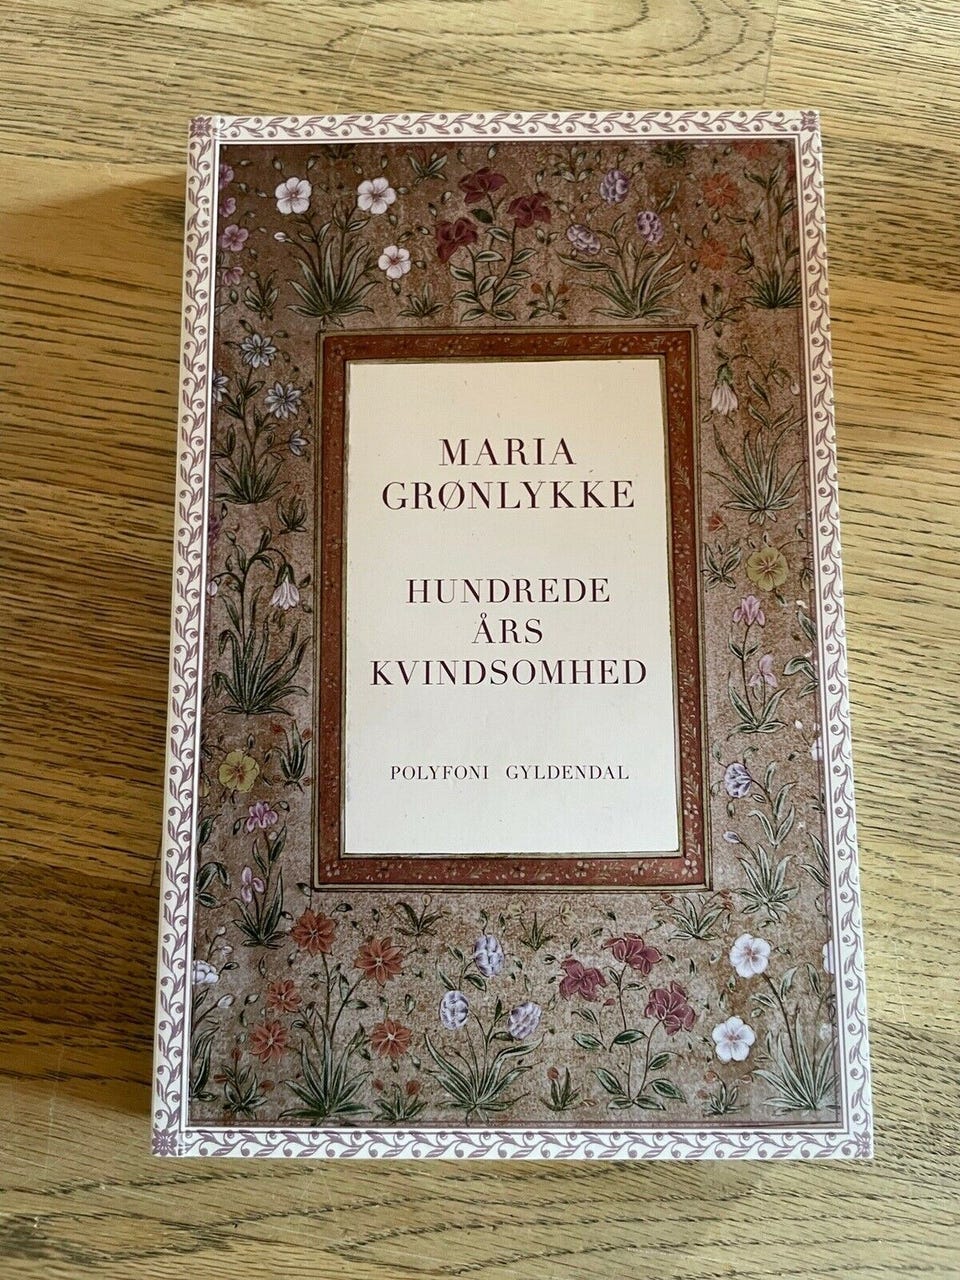 MARIA
GRØNLYKKE
HUNDREDE
ÅRS
KVINDSOMHED
POLYFONI GYLDENDAL